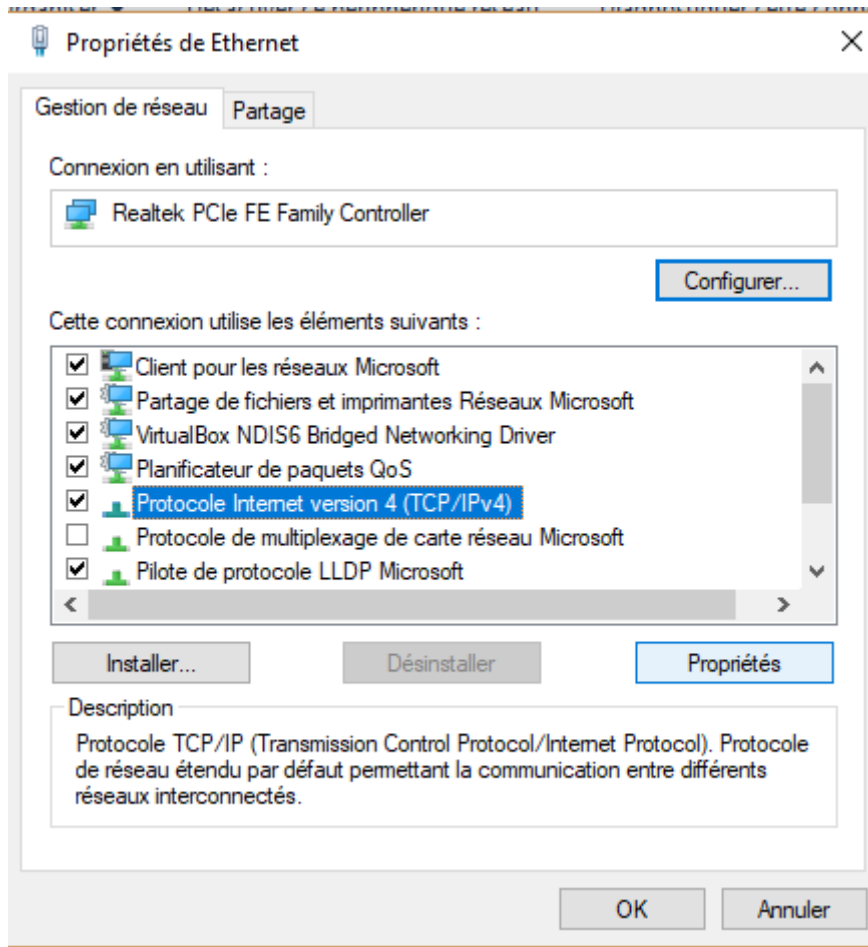 Propriétés de Ethernet
Gestion de réseau
Partage
Connexion en utilisant :
Realtek PCIe FE Family Controller
Configurer...
Cette connexion utilise les éléments suivants :
Client pour les réseaux Microsoft
Partage de fichiers et imprimantes Réseaux Microsoft
VirtualBox NDIS6 Bridged Networking Driver
Planificateur de paquets QoS
Protocole Internet version 4 (TCP/IPv4)
Protocole de multiplexage de carte réseau Microsoft
Pilote de protocole LLDP Microsoft
Installer...
Désinstaller
Propriétés
Description
Protocole TCP/IP (Transmission Control Protocol/Internet Protocol). Protocole
de réseau étendu par défaut permettant la communication entre différents
réseaux interconnectés.
OK
Annuler